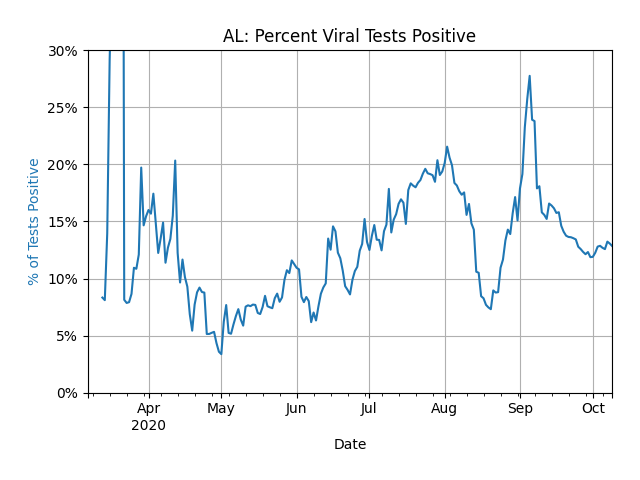 AL: Percent Viral Tests Positive
30%
25%
20%
15%
10%
5%
0%
% of Tests Positive
Apr May Jun Jul Aug Sep Oct
2020
Date